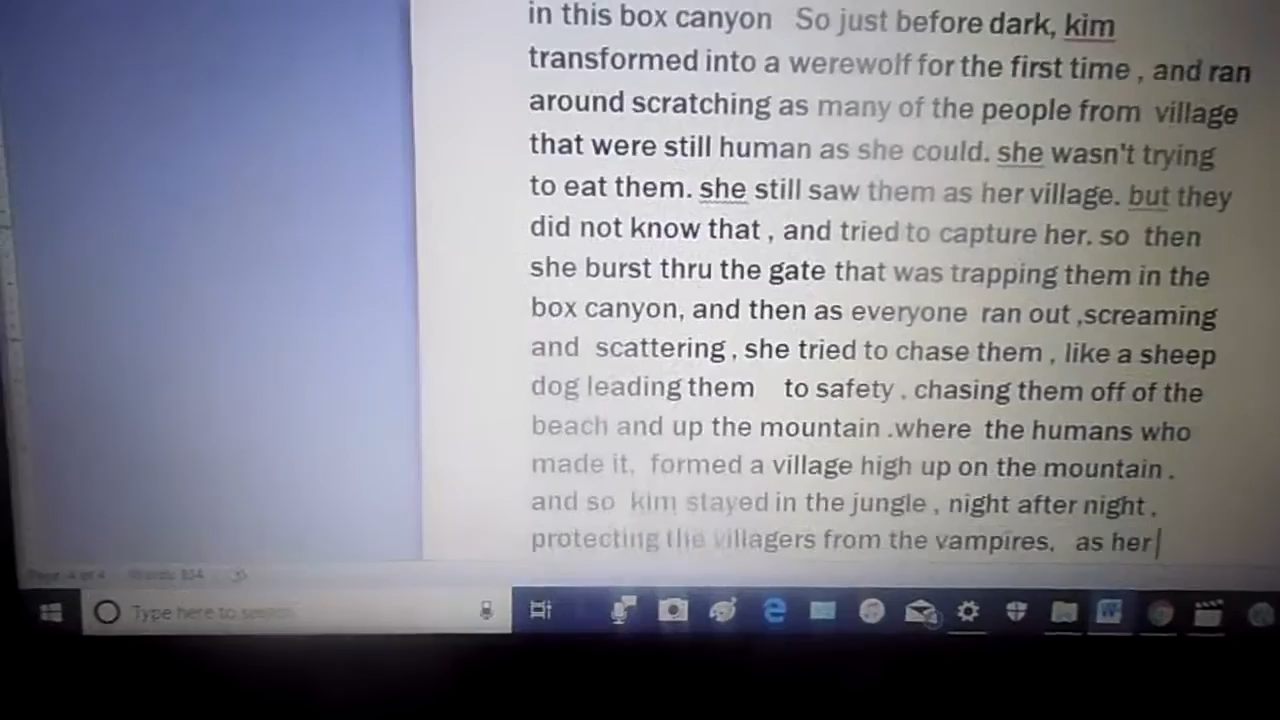 in this box canyon   So just before dark, kim
transformed into a werewolf for the first time , and ran
around scratching as many of the people from  village
that were still human as she could. she wasn't trying
to eat them. she still saw them as her village. but they
did not know that , and tried to capture her. so  then
she burst thru the gate that was trapping them in the
box canyon, and then as everyone  ran out ,screaming
and  scattering , she tried to chase them , like a sheep
dog leading them    to safety , chasing them off of the
beach and up the mountain .where  the humans who
made it,  formed a village high up on the mountain .
and so  kim stayed in the jungle , night after night ,
protecting the villagers from the vampires,   as her
Page 4 of 4   Words: 854
Type here to search